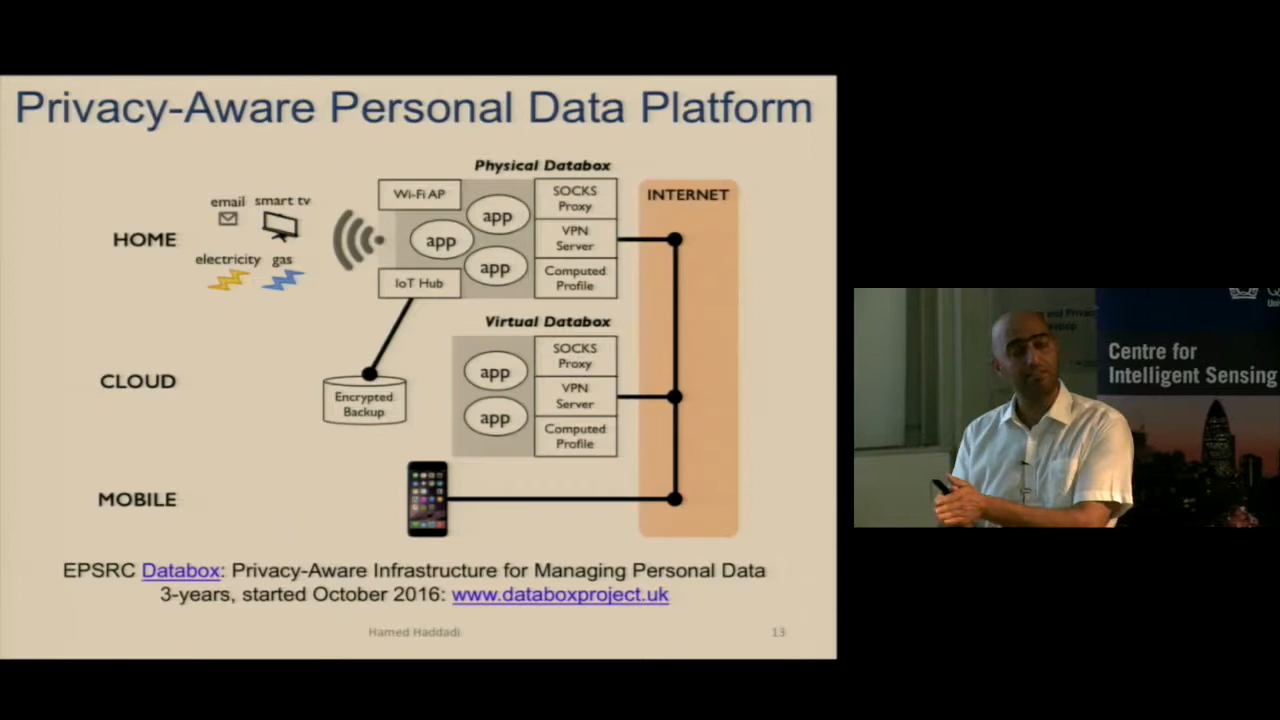 Privacy-Aware Personal Data Platform
Physical Databox
INTERNET
HOME
email
smart tv
electricity
gas
Wi-Fi AP
IoT Hub
app
app
app
SOCKS
Proxy
VPN
Server
Computed
Profile
Virtual Databox
CLOUD
Encrypted
Backup
app
app
SOCKS
Proxy
VPN
Server
Computed
Profile
MOBILE
EPSRC Databox: Privacy-Aware Infrastructure for Managing Personal Data
3-years, started October 2016: www.databoxproject.uk
Hamed Haddadi
13
and Privacy
Centre for
Intelligent Sensing